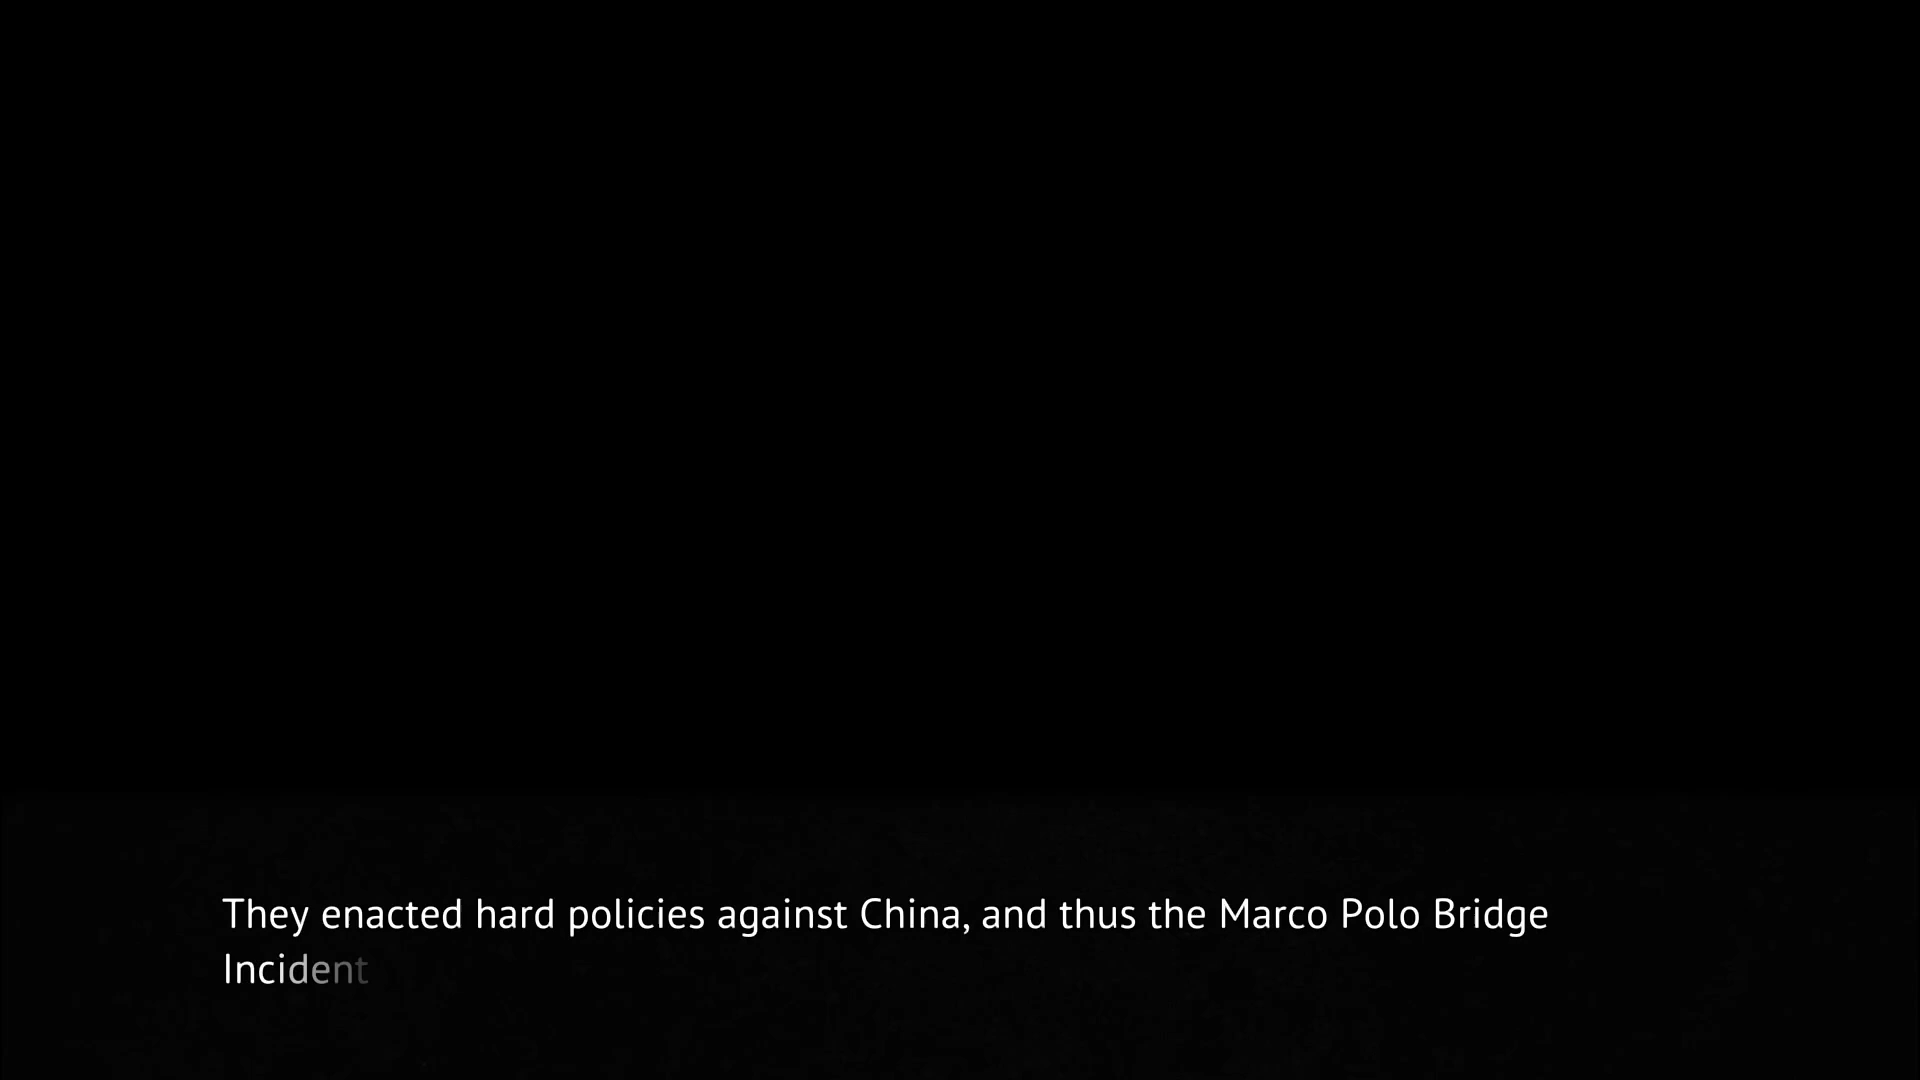 They enacted hard policies against China, and thus the Marco Polo Bridge
Incident